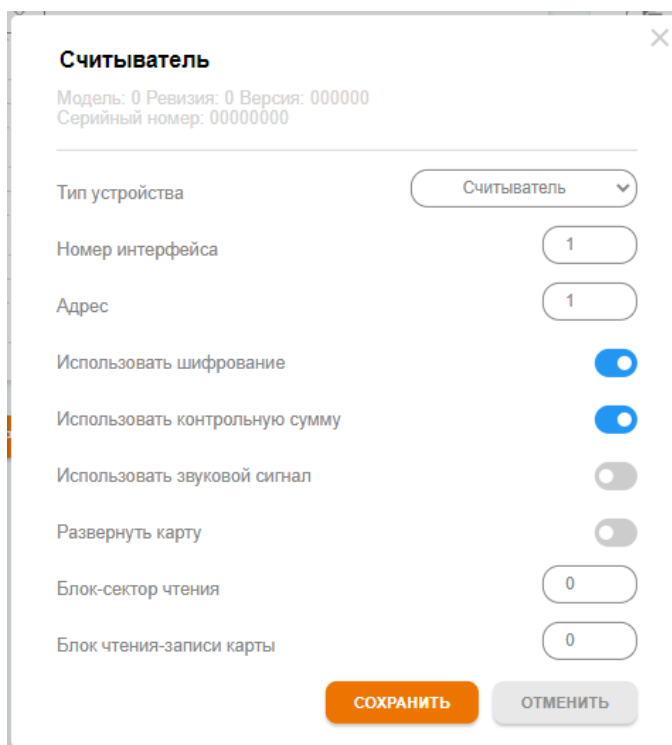 Считыватель
Модель: 0 Ревизия: 0 Версия: 000000
Серийный номер: 00000000
Тип устройства Считыватель
Номер интерфейса 1
Адрес 1
Использовать шифрование
Использовать контрольную сумму
Использовать звуковой сигнал
Развернуть карту
Блок-сектор чтения 0
Блок чтения-записи карты 0
СОХРАНИТЬ ОТМЕНИТЬ